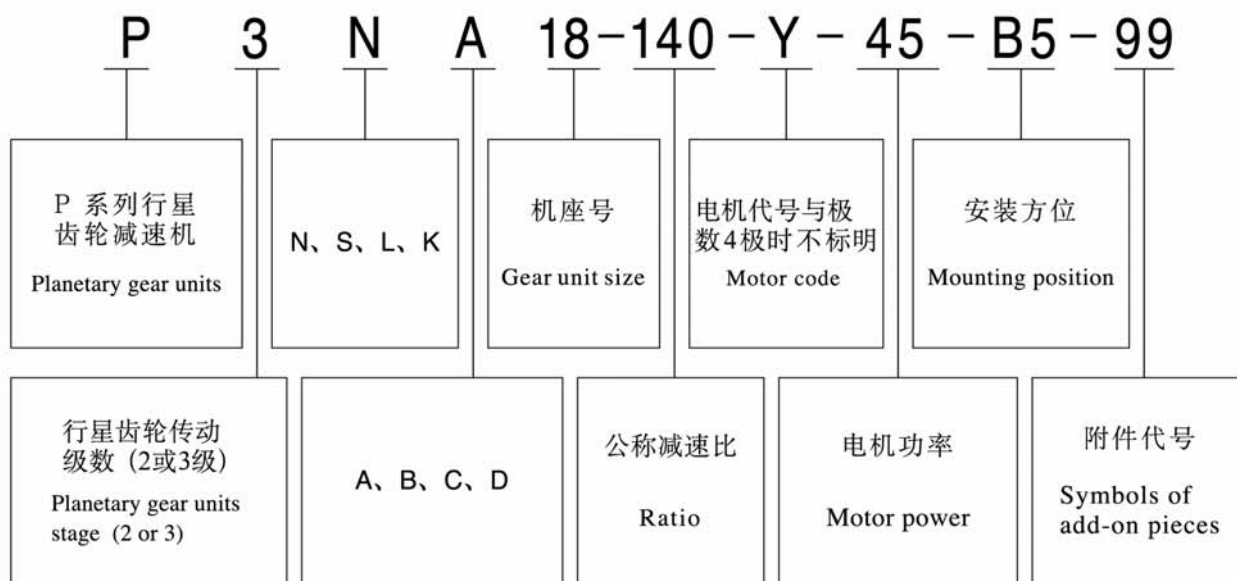 P 3 N A 18-140-Y-45-B5-99
P 系列行星
齿轮减速机
Planetary gear units
N、S、L、K
机座号
Gear unit size
电机代号与极
数4极时不标明
Motor code
安装方位
Mounting position
行星齿轮传动
级数 (2或3级)
Planetary gear units
stage (2 or 3)
A、B、C、D
公称减速比
Ratio
电机功率
Motor power
附件代号
Symbols of
add-on pieces